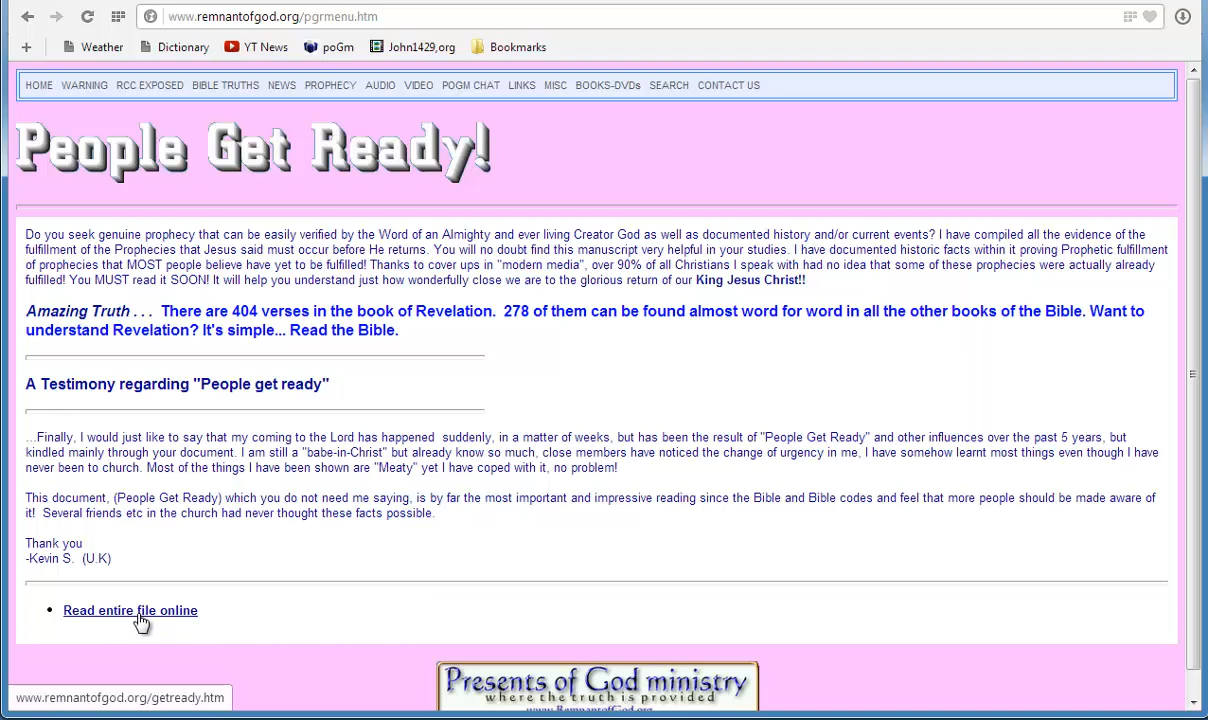 www.remnantofgod.org/pgrmenu.htm
Weather Dictionary YT News poGm John1429,org Bookmarks
HOME WARNING RCC EXPOSED BIBLE TRUTHS NEWS PROPHECY AUDIO VIDEO POGM CHAT LINKS MISC BOOKS-DVDs SEARCH CONTACT US
People Get Ready!
Do you seek genuine prophecy that can be easily verified by the Word of an Almighty and ever living Creator God as well as documented history and/or current events? I have compiled all the evidence of the
fulfillment of the Prophecies that Jesus said must occur before He returns. You will no doubt find this manuscript very helpful in your studies. I have documented historic facts within it proving Prophetic fulfillment
of prophecies that MOST people believe have yet to be fulfilled! Thanks to cover ups in "modern media", over 90% of all Christians I speak with had no idea that some of these prophecies were actually already
fulfilled! You MUST read it SOON! It will help you understand just how wonderfully close we are to the glorious return of our King Jesus Christ!!
Amazing Truth . . . There are 404 verses in the book of Revelation. 278 of them can be found almost word for word in all the other books of the Bible. Want to
understand Revelation? It's simple... Read the Bible.
A Testimony regarding "People get ready"
...Finally, I would just like to say that my coming to the Lord has happened suddenly, in a matter of weeks, but has been the result of "People Get Ready" and other influences over the past 5 years, but
kindled mainly through your document. I am still a "babe-in-Christ" but already know so much, close members have noticed the change of urgency in me, I have somehow learnt most things even though I have
never been to church. Most of the things I have been shown are "Meaty" yet I have coped with it, no problem!
This document, (People Get Ready) which you do not need me saying, is by far the most important and impressive reading since the Bible and Bible codes and feel that more people should be made aware of
it! Several friends etc in the church had never thought these facts possible.
Thank you
-Kevin S. (U.K)
Read entire file online
Presents of God ministry
where the truth is provided
www.RemnantofGod.org
www.remnantofgod.org/getready.htm